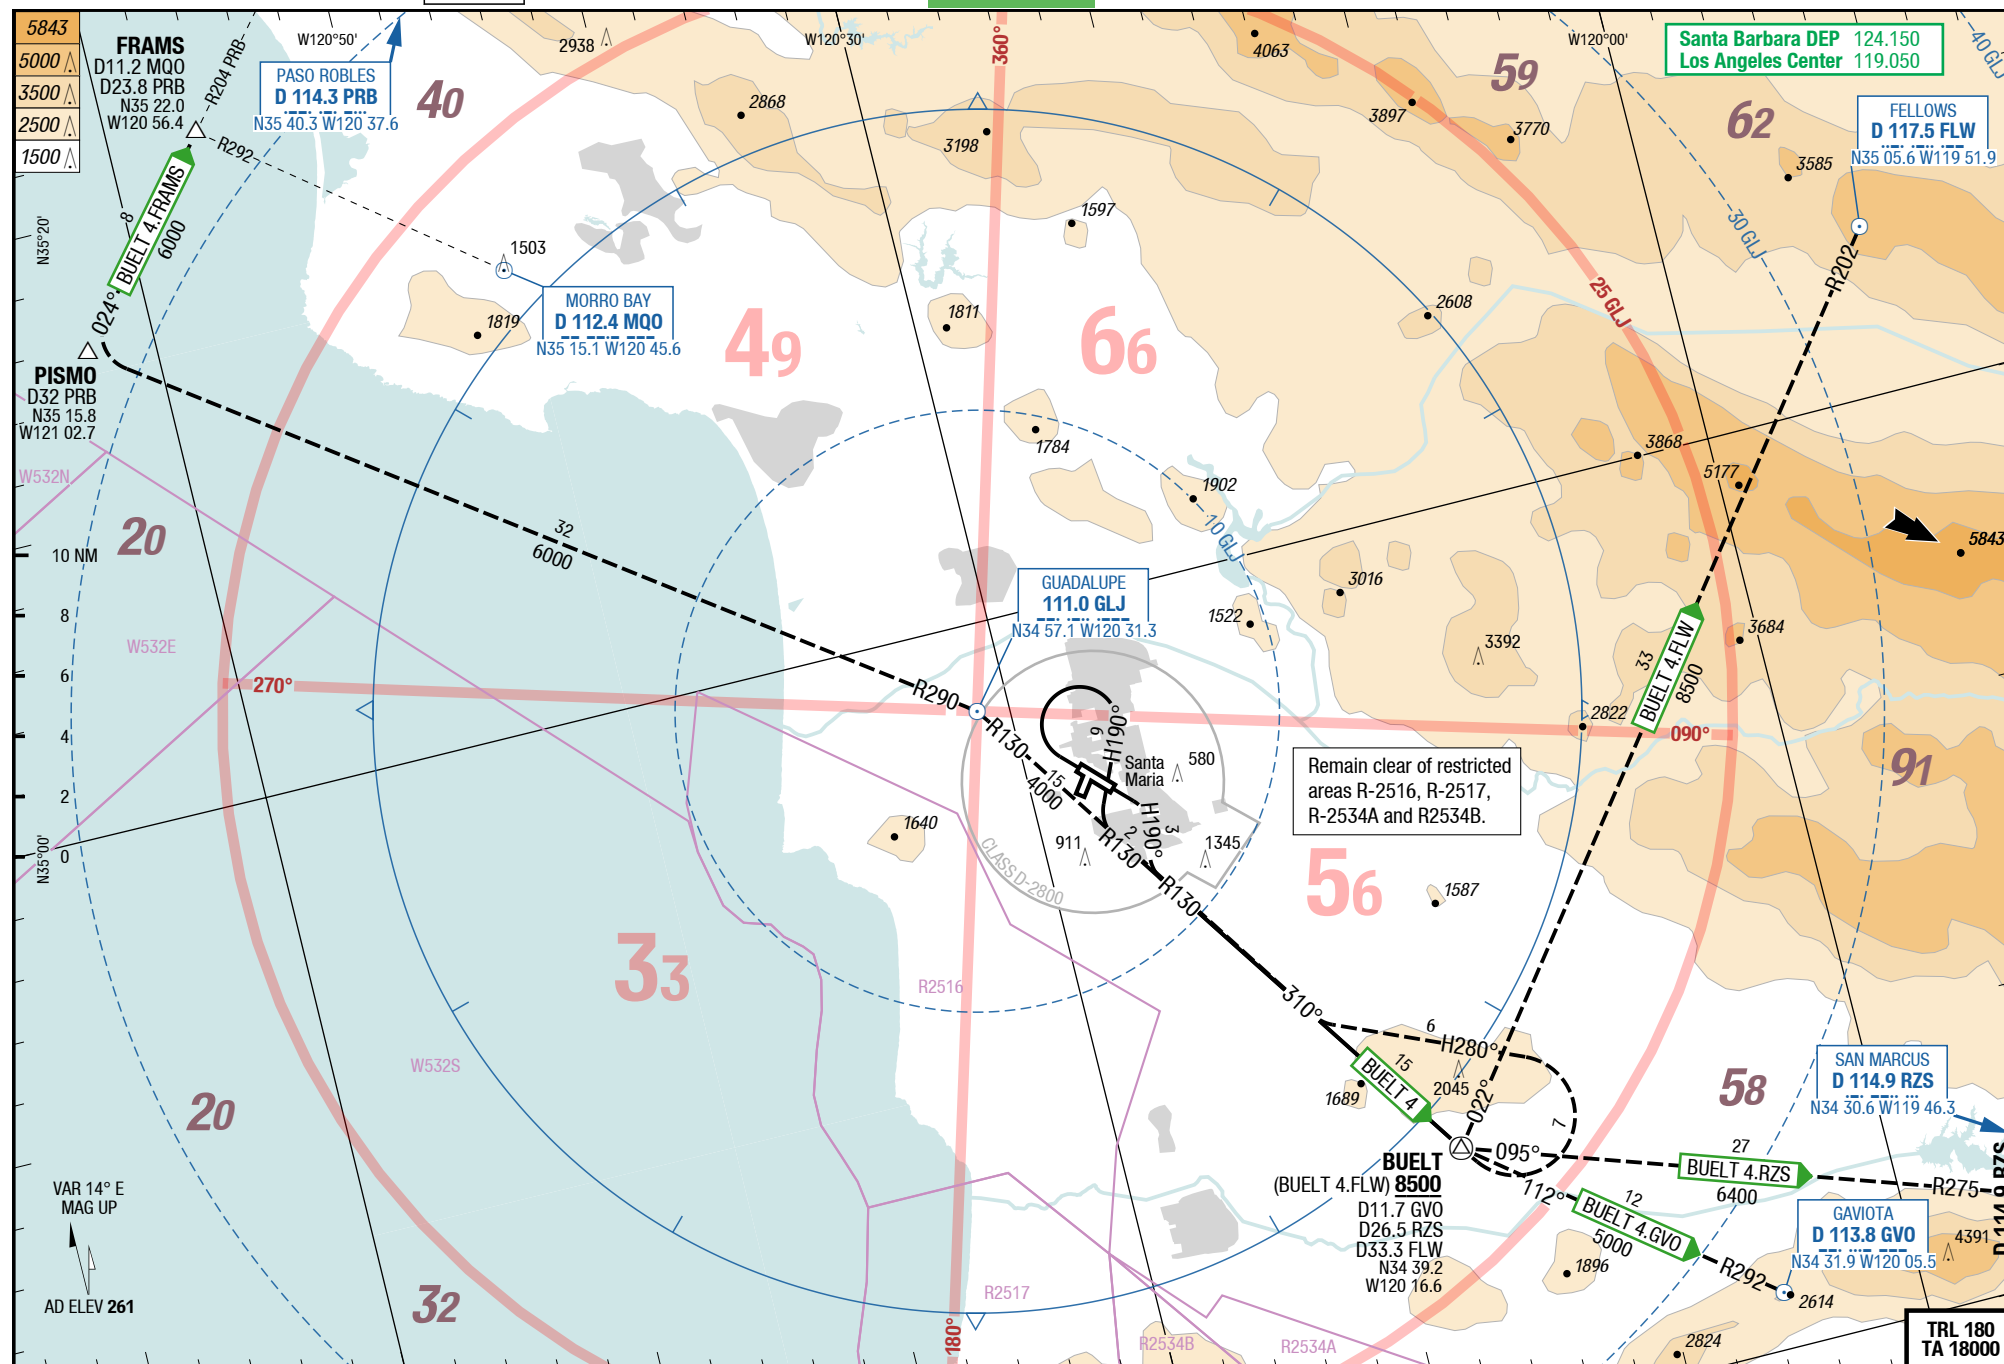 5843
5000
3500
2500
1500
FRAMS
D11.2 MQO
D23.8 PRB
N35 22.0
W120 56.4
R204 PRB
W120°50'
PASO ROBLES
D 114.3 PRB
N35 40.3 W120 37.6
40
2938
W120°30'
360°
4063
59
W120°00'
Santa Barbara DEP 124.150
Los Angeles Center 119.050
40 GLJ
62
FELLOWS
D 117.5 FLW
N35 05.6 W119 51.9
2868
3198
3897
3770
3585
R292
BUELT 4.FRAMS
8
6000
024°
N35°20'
1503
MORRO BAY
D 112.4 MQO
N35 15.1 W120 45.6
1819
1811
1597
2608
25 GLJ
30 GLJ
R202
49
66
PISMO
D32 PRB
N35 15.8
W121 02.7
W532N
20
1784
1902
10 GLJ
3868
5177
5843
32
6000
10 NM
8
6
4
2
0
W532E
GUADALUPE
111.0 GLJ
N34 57.1 W120 31.3
3016
1522
3392
3684
33
BUELT 4.FLW
8500
270°
R290
R130
15
4000
H190°
9
Santa
Maria
580
2822
090°
91
Remain clear of restricted
areas R-2516, R-2517,
R-2534A and R2534B.
1640
N35°00'
911
2
R130
H190°
3
1345
CLASS D-2800
R130
56
1587
33
R2516
310°
6
H280°
W532S
BUELT 4
15
2045
1689
022°
7
58
SAN MARCUS
D 114.9 RZS
N34 30.6 W119 46.3
20
BUELT
(BUELT 4.FLW) 8500
D11.7 GVO
D26.5 RZS
D33.3 FLW
N34 39.2
W120 16.6
095°
27
BUELT 4.RZS
6400
R275
D 114.9 RZS
112°
12
BUELT 4.GVO
5000
R292
GAVIOTA
D 113.8 GVO
N34 31.9 W120 05.5
4391
1896
2614
2824
VAR 14° E
MAG UP
AD ELEV 261
32
180°
R2517
R2534B
R2534A
TRL 180
TA 18000